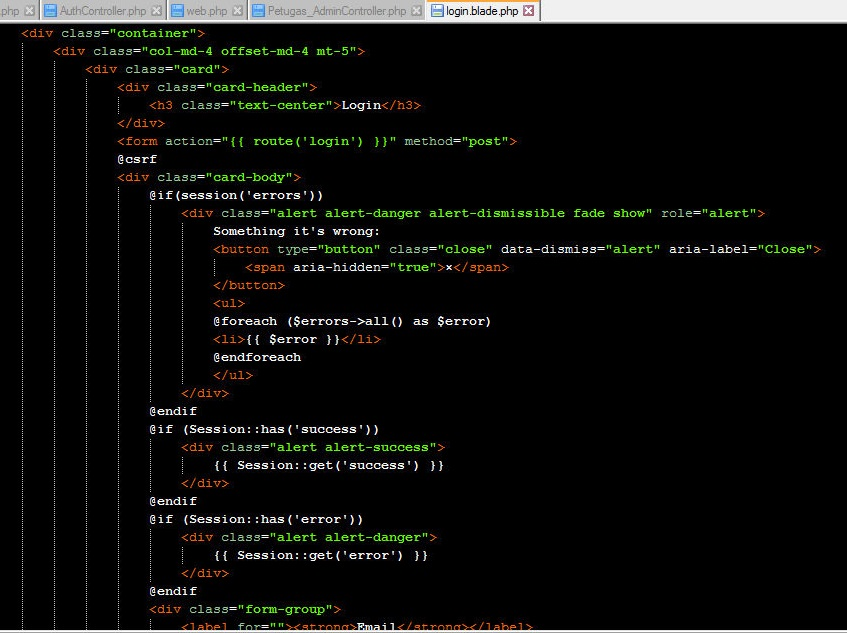 php AuthController.php web.php Petugas_AdminController.php login.blade.php
<div class="container">
<div class="col-md-4 offset-md-4 mt-5">
<div class="card">
<div class="card-header">
<h3 class="text-center">Login</h3>
</div>
<form action="{{ route('login') }}" method="post">
@csrf
<div class="card-body">
@if(session('errors'))
<div class="alert alert-danger alert-dismissible fade show" role="alert">
Something it's wrong:
<button type="button" class="close" data-dismiss="alert" aria-label="Close">
<span aria-hidden="true">×</span>
</button>
<ul>
@foreach ($errors->all() as $error)
<li>{{ $error }}</li>
@endforeach
</ul>
</div>
@endif
@if (Session::has('success'))
<div class="alert alert-success">
{{ Session::get('success') }}
</div>
@endif
@if (Session::has('error'))
<div class="alert alert-danger">
{{ Session::get('error') }}
</div>
@endif
<div class="form-group">
<label for=""><strong>Email</strong></label>